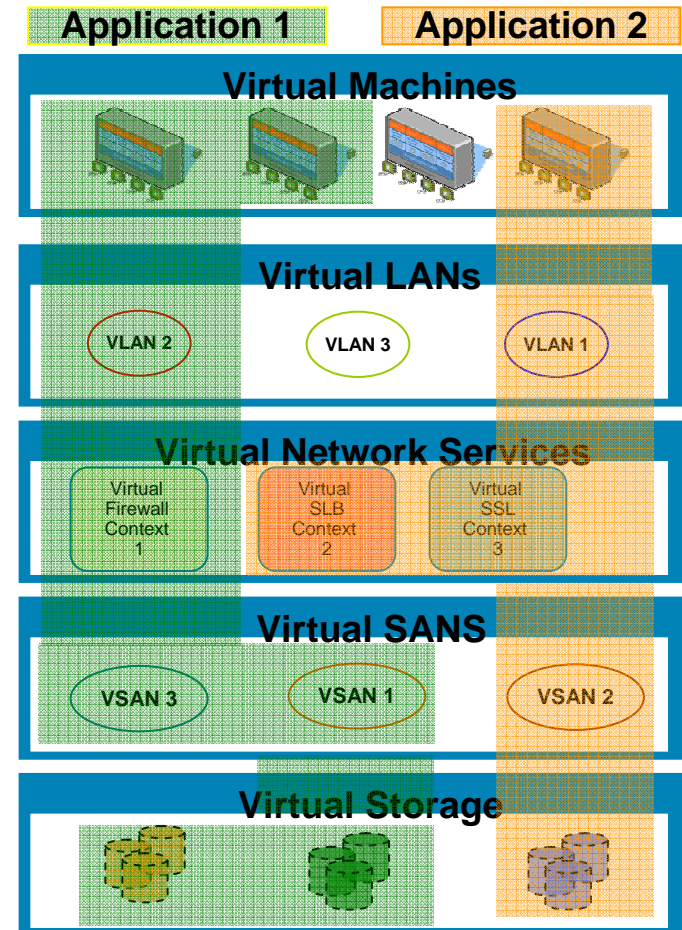 Application 1
Application 2
Virtual Machines
Virtual LANs
VLAN 2
VLAN 3
VLAN 1
Virtual Network Services
Virtual
Firewall
Context
1
Virtual
SLB
Context
2
Virtual
SSL
Context
3
Virtual SANS
VSAN 3
VSAN 1
VSAN 2
Virtual Storage